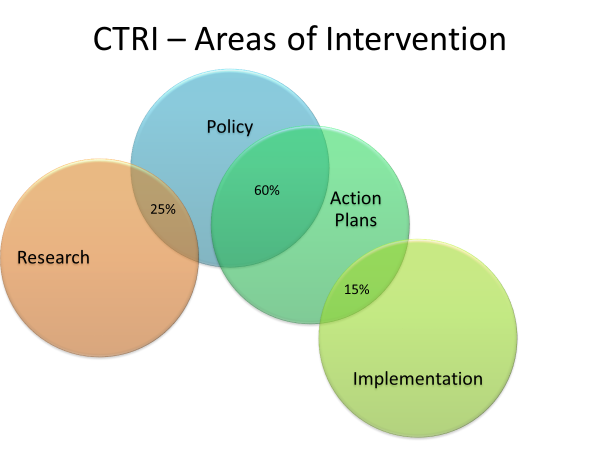 CTRI – Areas of Intervention
Policy
60%
Action
Plans
25%
Research
15%
Implementation